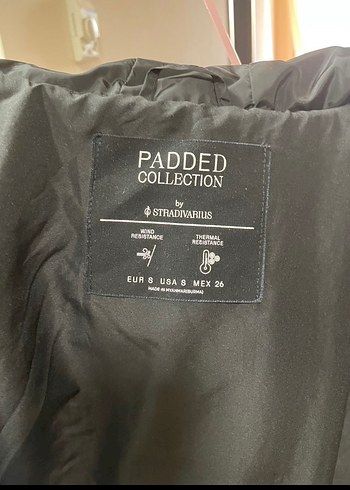 PADDED
COLLECTION
by
STRADIVARIUS
WIND
RESISTANCE
THERMAL
RESISTANCE
EUR S USA S MEX 26
MADE IN MYANMAR(BURMA)